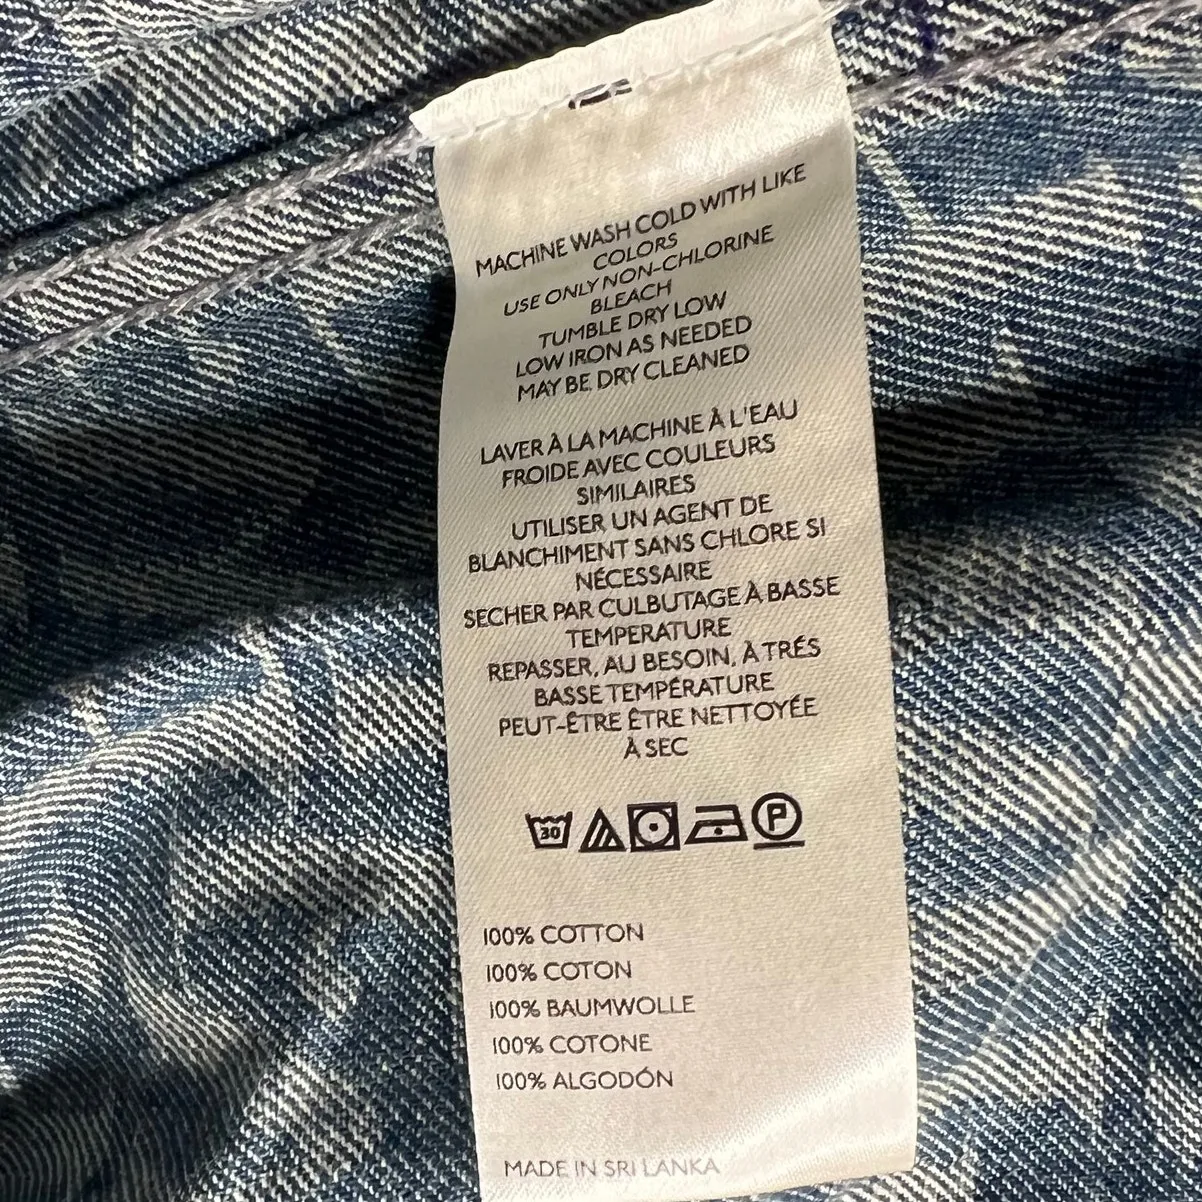 MACHINE WASH COLD WITH LIKE
COLORS
USE ONLY NON-CHLORINE
BLEACH
TUMBLE DRY LOW
LOW IRON AS NEEDED
MAY BE DRY CLEANED
LAVER À LA MACHINE À L'EAU
FROIDE AVEC COULEURS
SIMILAIRES
UTILISER UN AGENT DE
BLANCHIMENT SANS CHLORE SI
NÉCESSAIRE
SECHER PAR CULBUTAGE À BASSE
TEMPERATURE
REPASSER, AU BESOIN, À TRÉS
BASSE TEMPÉRATURE
PEUT-ÊTRE ÊTRE NETTOYÉE
À SEC
30 P
100% COTTON
100% COTON
100% BAUMWOLLE
100% COTONE
100% ALGODÓN
MADE IN SRI LANKA